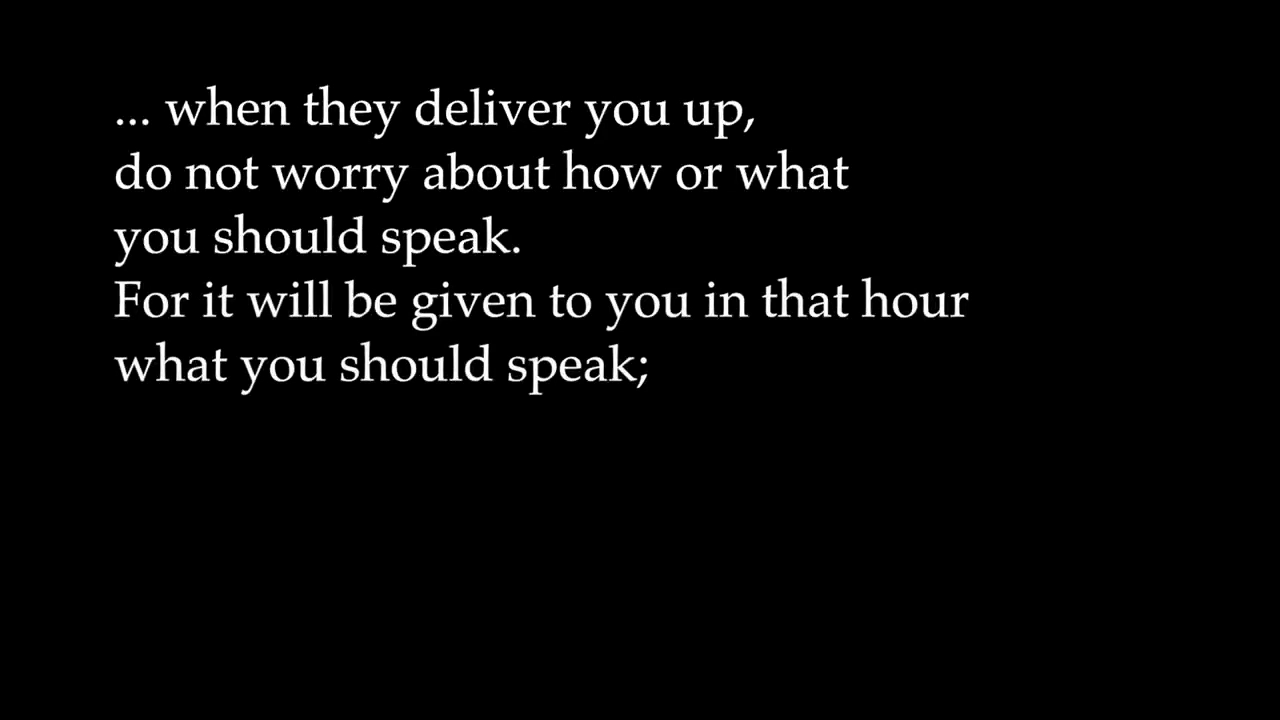 ... when they deliver you up,
do not worry about how or what
you should speak.
For it will be given to you in that hour
what you should speak;